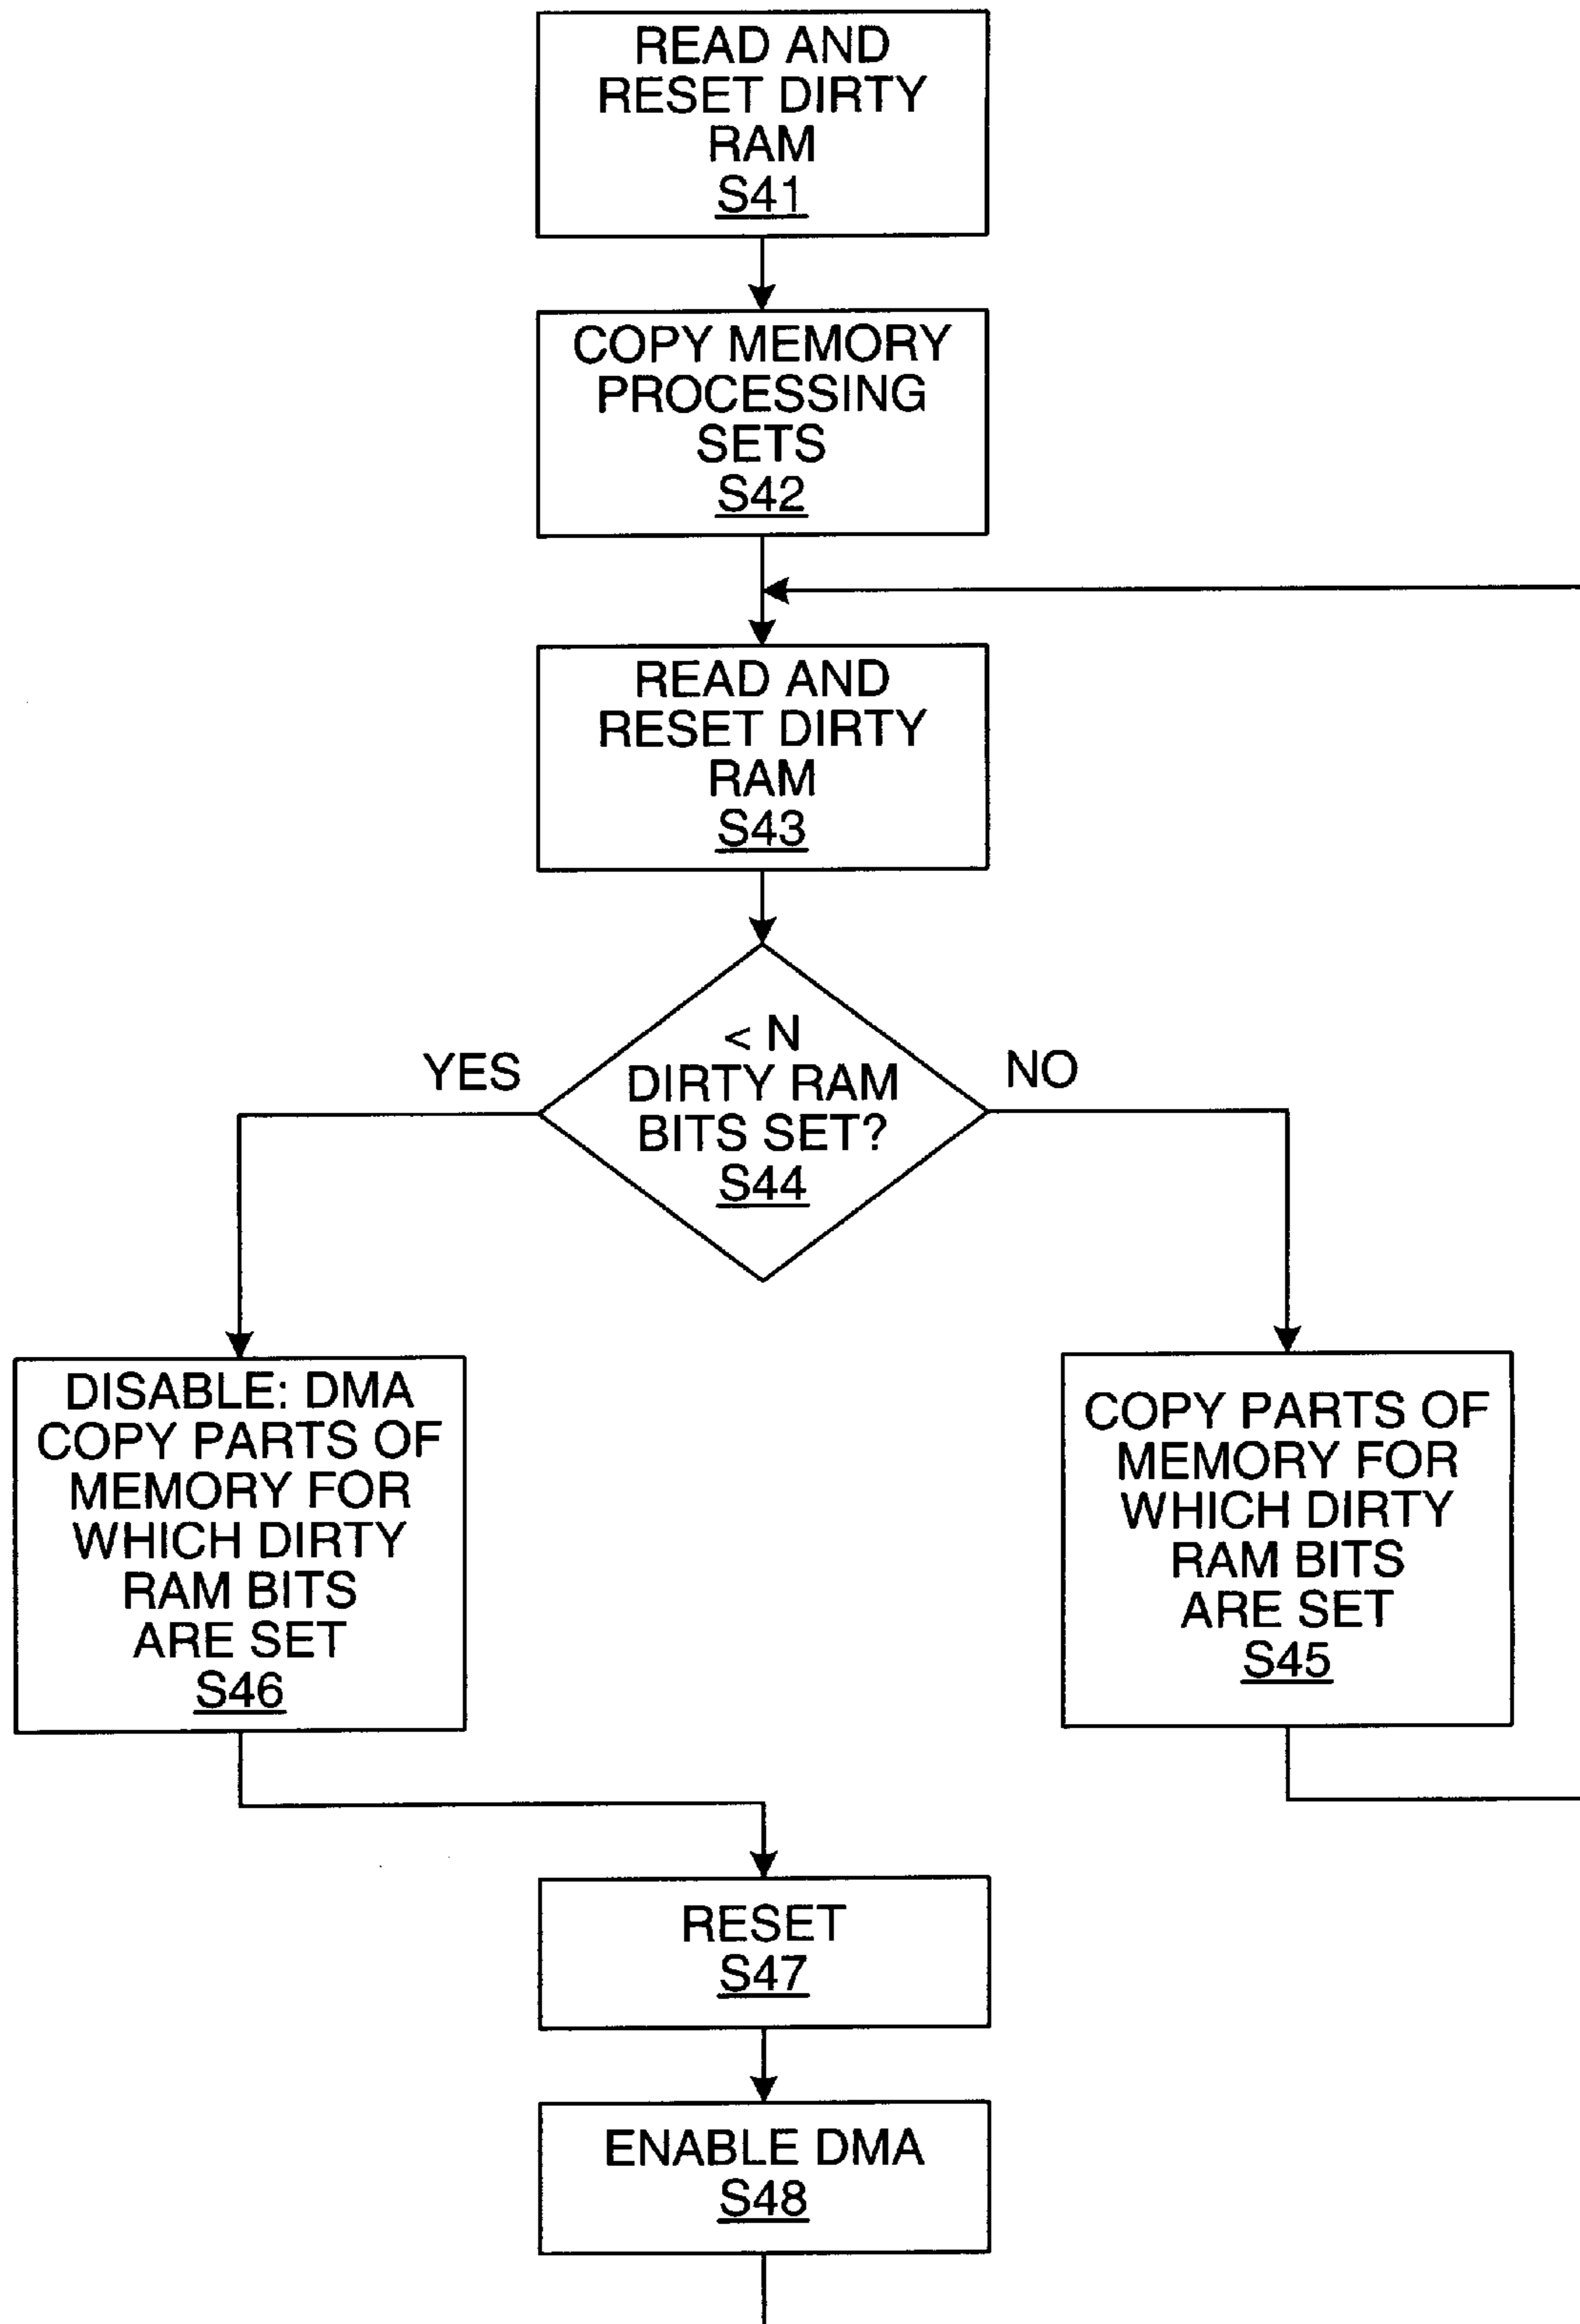 READ AND
RESET DIRTY
RAM
S41
COPY MEMORY
PROCESSING
SETS
S42
READ AND
RESET DIRTY
RAM
S43
< N
DIRTY RAM
BITS SET?
S44
YES
NO
DISABLE: DMA
COPY PARTS OF
MEMORY FOR
WHICH DIRTY
RAM BITS
ARE SET
S46
COPY PARTS OF
MEMORY FOR
WHICH DIRTY
RAM BITS
ARE SET
S45
RESET
S47
ENABLE DMA
S48